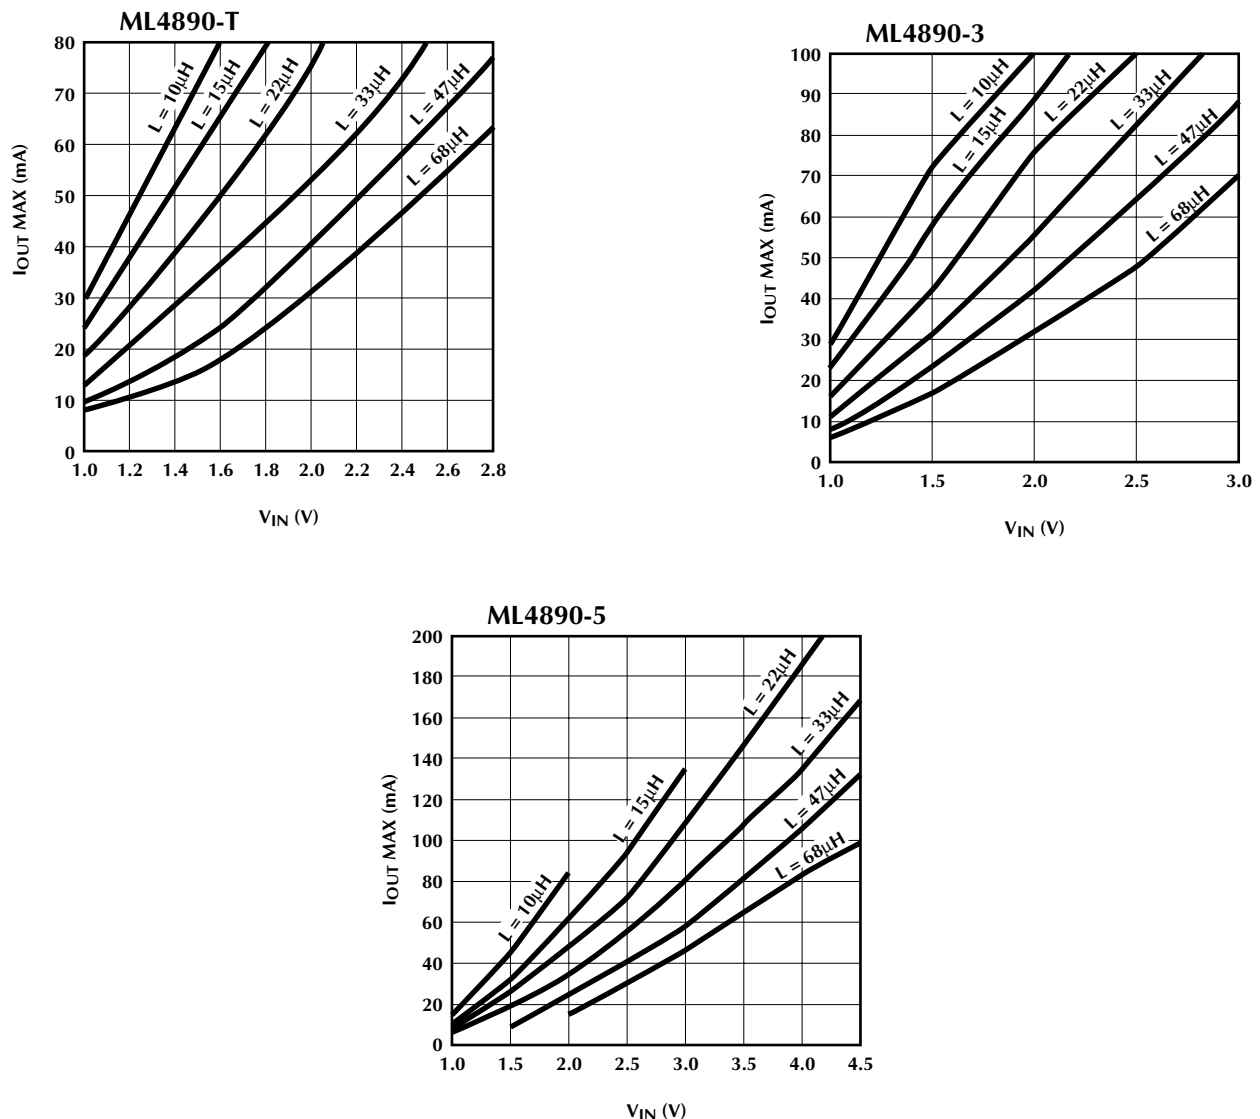 ML4890-T
80
70
60
50
40
30
20
10
0
IOUT MAX (mA)
L = 10µH
L = 15µH
L = 22µH
L = 33µH
L = 47µH
L = 68µH
1.0 1.2 1.4 1.6 1.8 2.0 2.2 2.4 2.6 2.8
VIN (V)
ML4890-3
100
90
80
70
60
50
40
30
20
10
0
IOUT MAX (mA)
L = 10µH
L = 15µH
L = 22µH
L = 33µH
L = 47µH
L = 68µH
1.0 1.5 2.0 2.5 3.0
VIN (V)
ML4890-5
200
180
160
140
120
100
80
60
40
20
0
IOUT MAX (mA)
L = 10µH
L = 15µH
L = 22µH
L = 33µH
L = 47µH
L = 68µH
1.0 1.5 2.0 2.5 3.0 3.5 4.0 4.5
VIN (V)